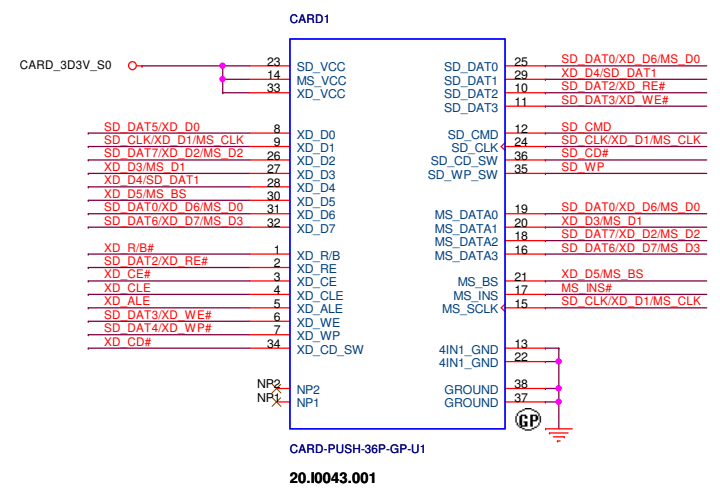 CARD1
CARD_3D3V_S0
23 SD_VCC
14 MS_VCC
33 XD_VCC
SD_DAT5/XD_D0 8 XD_D0
SD_CLK/XD_D1/MS_CLK 9 XD_D1
SD_DAT7/XD_D2/MS_D2 26 XD_D2
XD_D3/MS_D1 27 XD_D3
XD_D4/SD_DAT1 28 XD_D4
XD_D5/MS_BS 30 XD_D5
SD_DAT0/XD_D6/MS_D0 31 XD_D6
SD_DAT6/XD_D7/MS_D3 32 XD_D7
XD_R/B# 1 XD_R/B
SD_DAT2/XD_RE# 2 XD_RE
XD_CE# 3 XD_CE
XD_CLE 4 XD_CLE
XD_ALE 5 XD_ALE
SD_DAT3/XD_WE# 6 XD_WE
SD_DAT4/XD_WP# 7 XD_WP
XD_CD# 34 XD_CD_SW
NP2 NP2
NP1 NP1
SD_DAT0 25 SD_DAT0/XD_D6/MS_D0
SD_DAT1 29 XD_D4/SD_DAT1
SD_DAT2 10 SD_DAT2/XD_RE#
SD_DAT3 11 SD_DAT3/XD_WE#
SD_CMD 12 SD_CMD
SD_CLK 24 SD_CLK/XD_D1/MS_CLK
SD_CD_SW 36 SD_CD#
SD_WP_SW 35 SD_WP
MS_DATA0 19 SD_DAT0/XD_D6/MS_D0
MS_DATA1 20 XD_D3/MS_D1
MS_DATA2 18 SD_DAT7/XD_D2/MS_D2
MS_DATA3 16 SD_DAT6/XD_D7/MS_D3
MS_BS 21 XD_D5/MS_BS
MS_INS 17 MS_INS#
MS_SCLK 15 SD_CLK/XD_D1/MS_CLK
4IN1_GND 13
4IN1_GND 22
GROUND 38
GROUND 37
GP
CARD-PUSH-36P-GP-U1
20.I0043.001